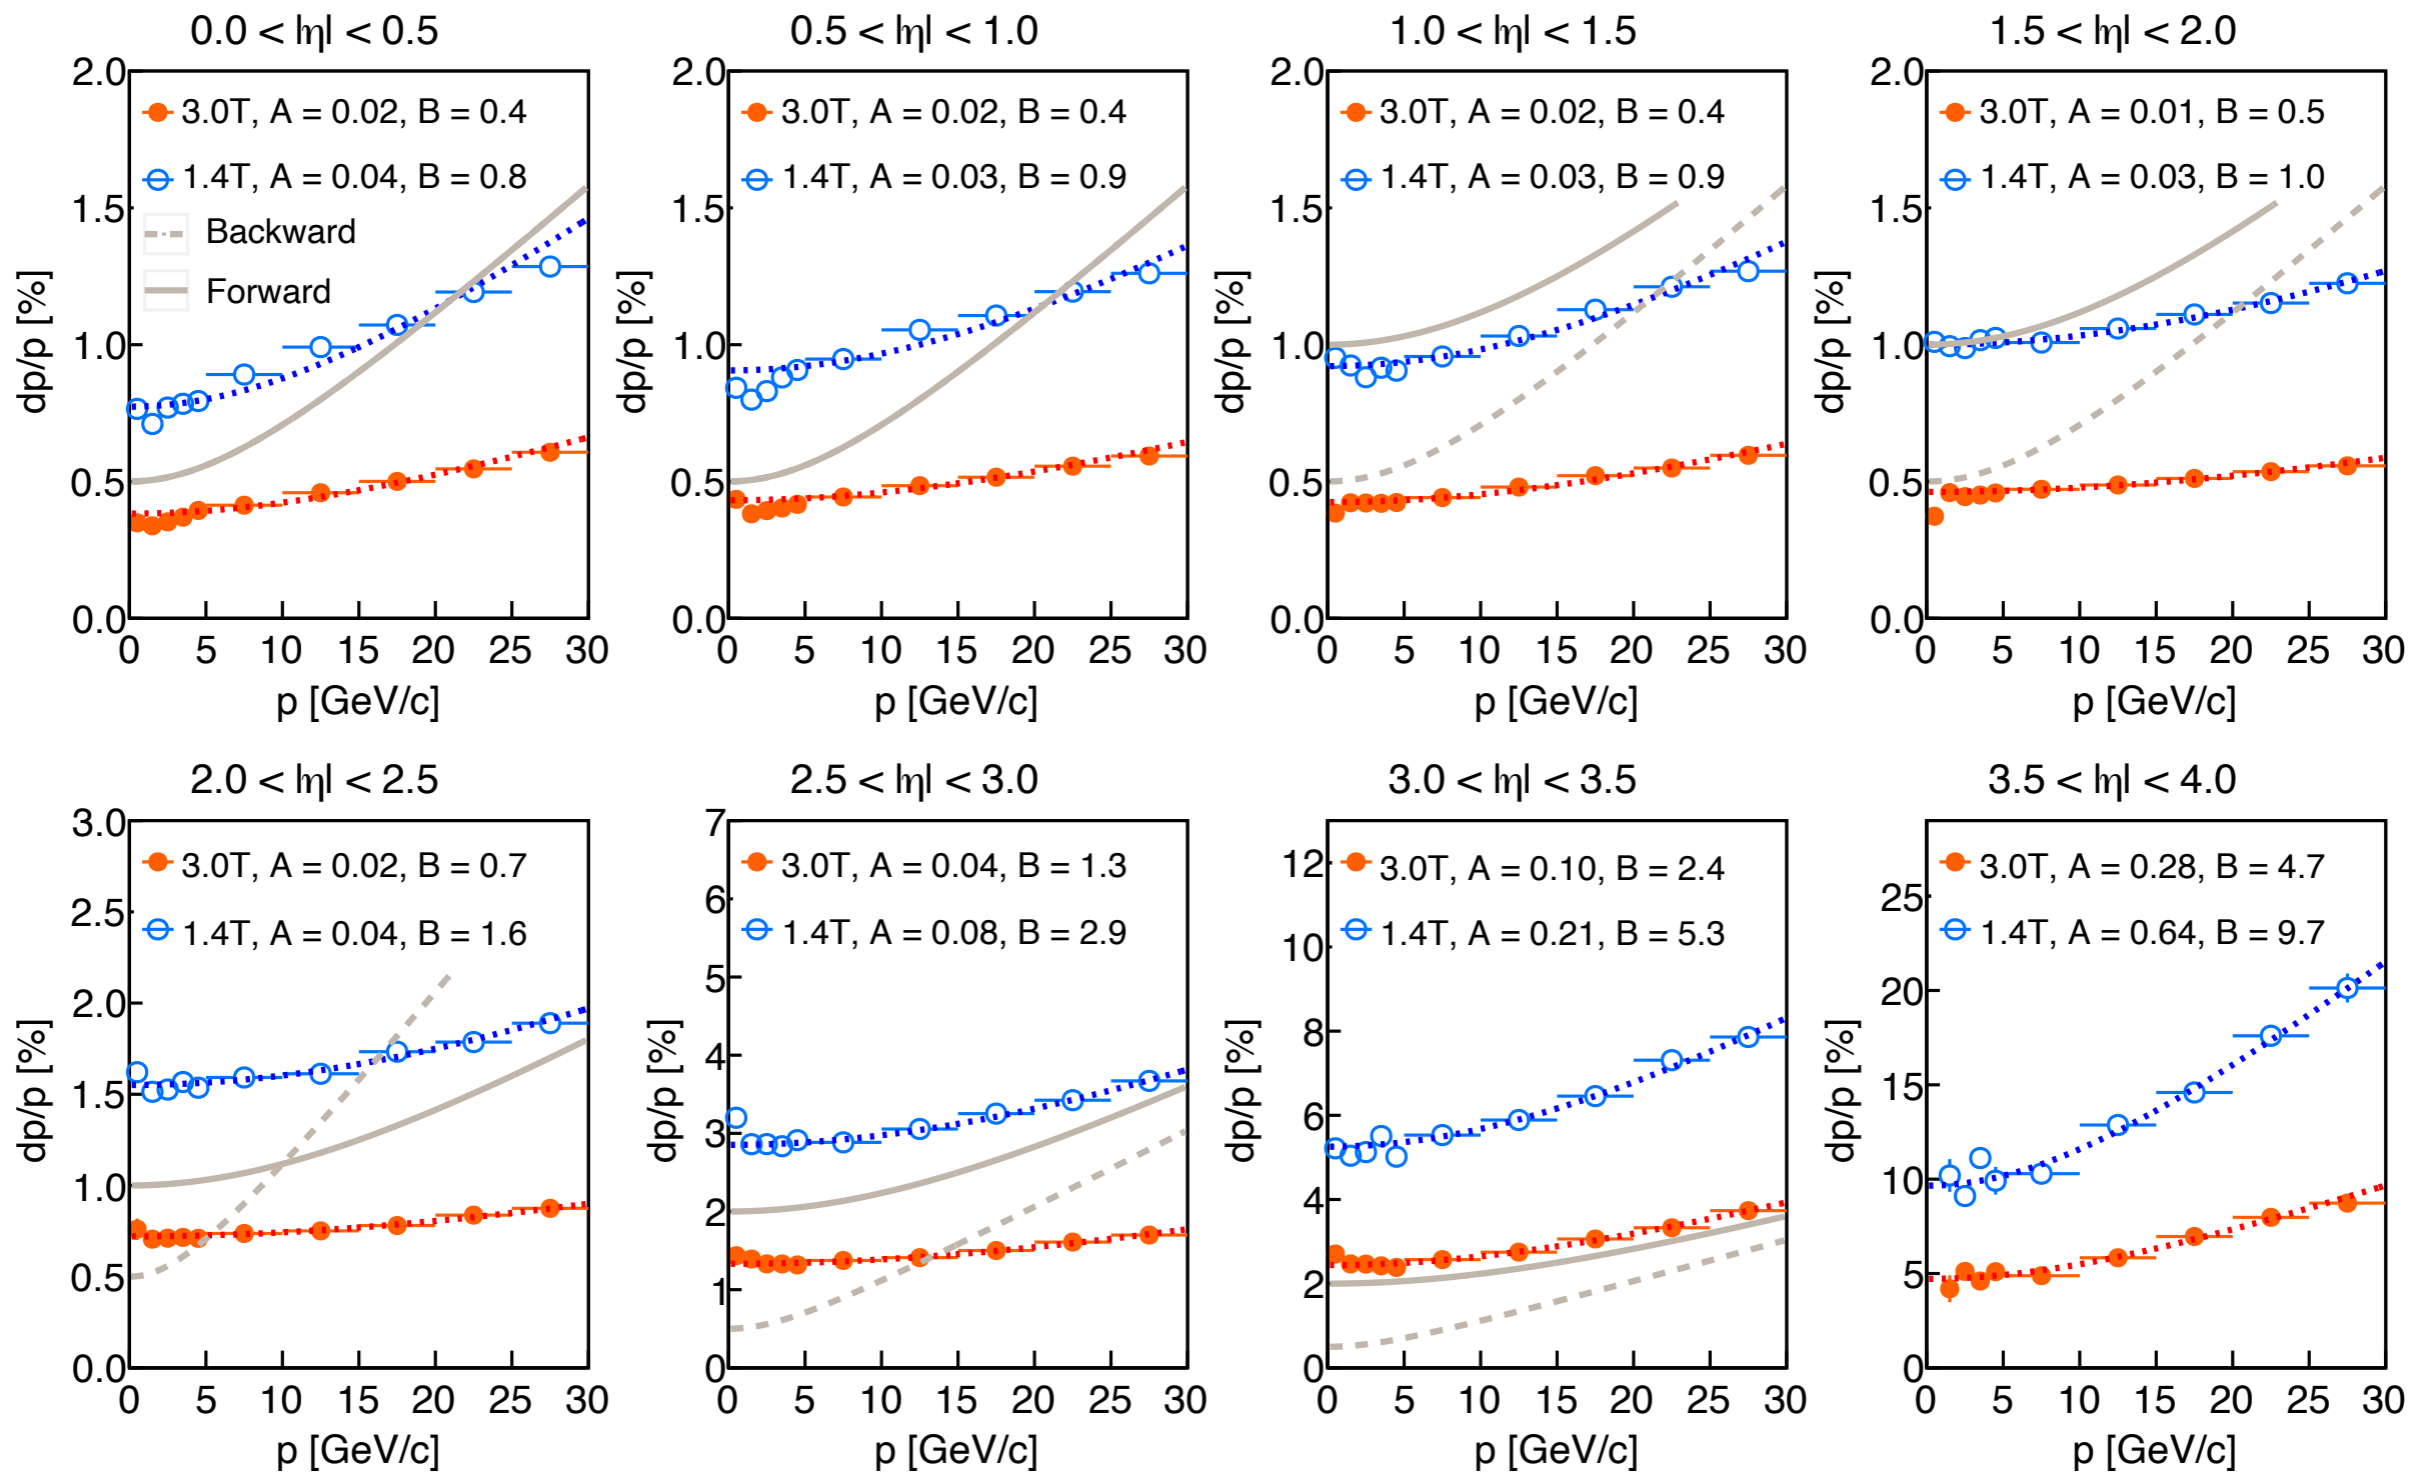 0.0 < |η| < 0.5
2.0
1.5
1.0
0.5
0.0
3.0T, A = 0.02, B = 0.4
1.4T, A = 0.04, B = 0.8
Backward
Forward
dp/p [%]
0 5 10 15 20 25 30
p [GeV/c]
0.5 < |η| < 1.0
2.0
1.5
1.0
0.5
0.0
3.0T, A = 0.02, B = 0.4
1.4T, A = 0.03, B = 0.9
dp/p [%]
0 5 10 15 20 25 30
p [GeV/c]
1.0 < |η| < 1.5
2.0
1.5
1.0
0.5
0.0
3.0T, A = 0.02, B = 0.4
1.4T, A = 0.03, B = 0.9
dp/p [%]
0 5 10 15 20 25 30
p [GeV/c]
1.5 < |η| < 2.0
2.0
1.5
1.0
0.5
0.0
3.0T, A = 0.01, B = 0.5
1.4T, A = 0.03, B = 1.0
dp/p [%]
0 5 10 15 20 25 30
p [GeV/c]
2.0 < |η| < 2.5
3.0
2.5
2.0
1.5
1.0
0.5
0.0
3.0T, A = 0.02, B = 0.7
1.4T, A = 0.04, B = 1.6
dp/p [%]
0 5 10 15 20 25 30
p [GeV/c]
2.5 < |η| < 3.0
7
6
5
4
3
2
1
0
3.0T, A = 0.04, B = 1.3
1.4T, A = 0.08, B = 2.9
dp/p [%]
0 5 10 15 20 25 30
p [GeV/c]
3.0 < |η| < 3.5
12
10
8
6
4
2
0
3.0T, A = 0.10, B = 2.4
1.4T, A = 0.21, B = 5.3
dp/p [%]
0 5 10 15 20 25 30
p [GeV/c]
3.5 < |η| < 4.0
25
20
15
10
5
0
3.0T, A = 0.28, B = 4.7
1.4T, A = 0.64, B = 9.7
dp/p [%]
0 5 10 15 20 25 30
p [GeV/c]